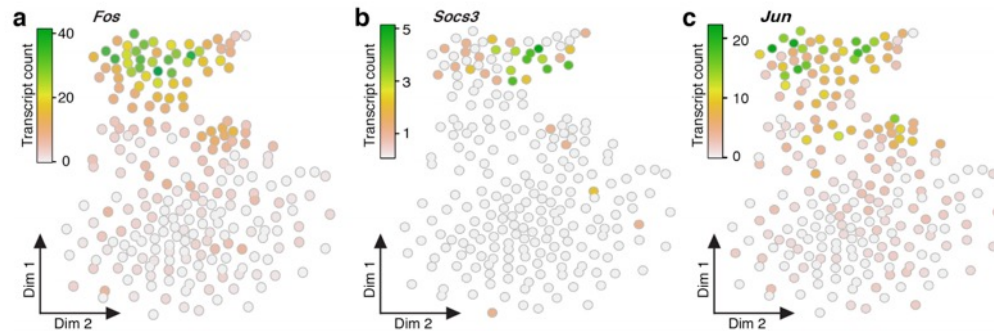 a Fos
Transcript count
40
20
0
Dim 1
Dim 2
b Socs3
Transcript count
5
3
1
Dim 1
Dim 2
c Jun
Transcript count
20
10
0
Dim 1
Dim 2